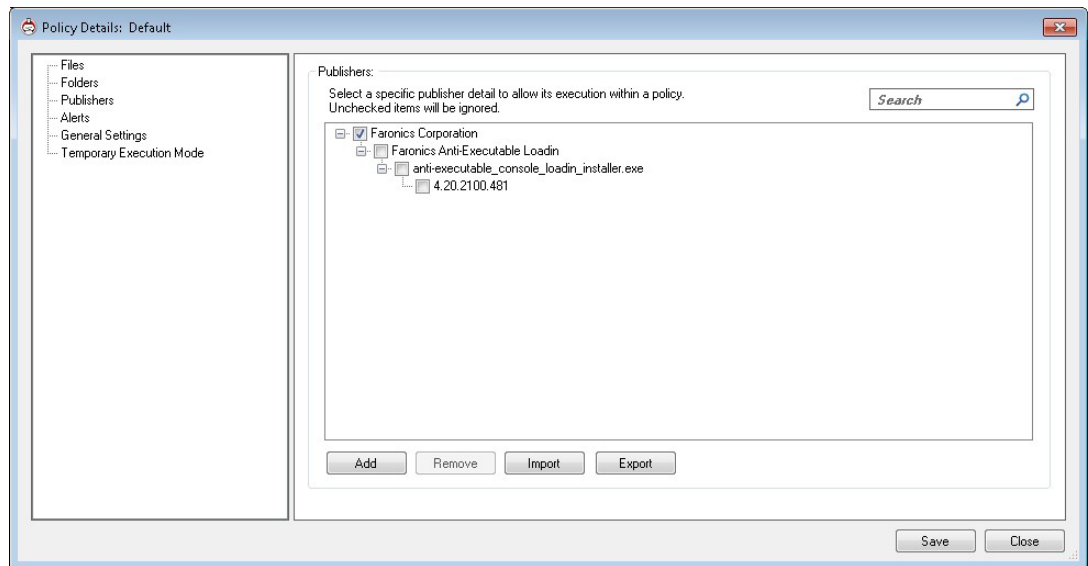 Policy Details: Default
Files
Folders
Publishers
Alerts
General Settings
Temporary Execution Mode
Publishers:
Select a specific publisher detail to allow its execution within a policy.
Unchecked items will be ignored.
Search
Faronics Corporation
Faronics Anti-Executable Loadin
anti-executable_console_loadin_installer.exe
4.20.2100.481
Add
Remove
Import
Export
Save
Close